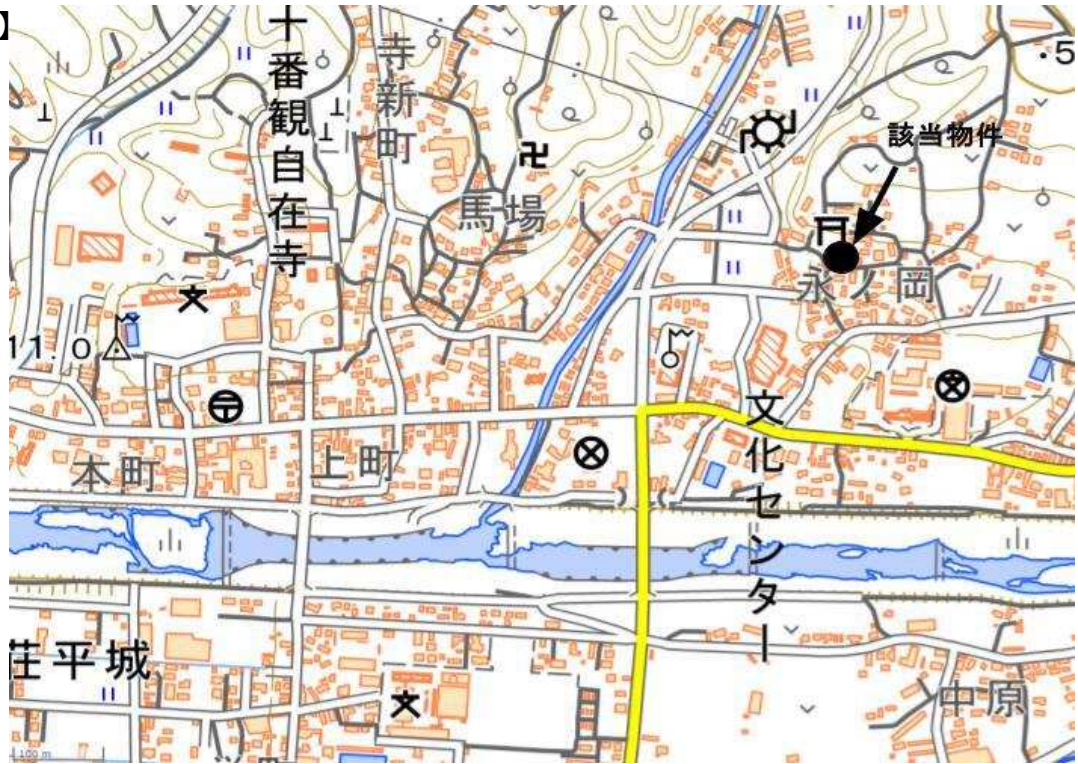 】
十番観自在寺
寺新町
・5
該当物件
馬場
永ノ岡
11.0
本町
上町
文化センター
荘平城
中原
100 m